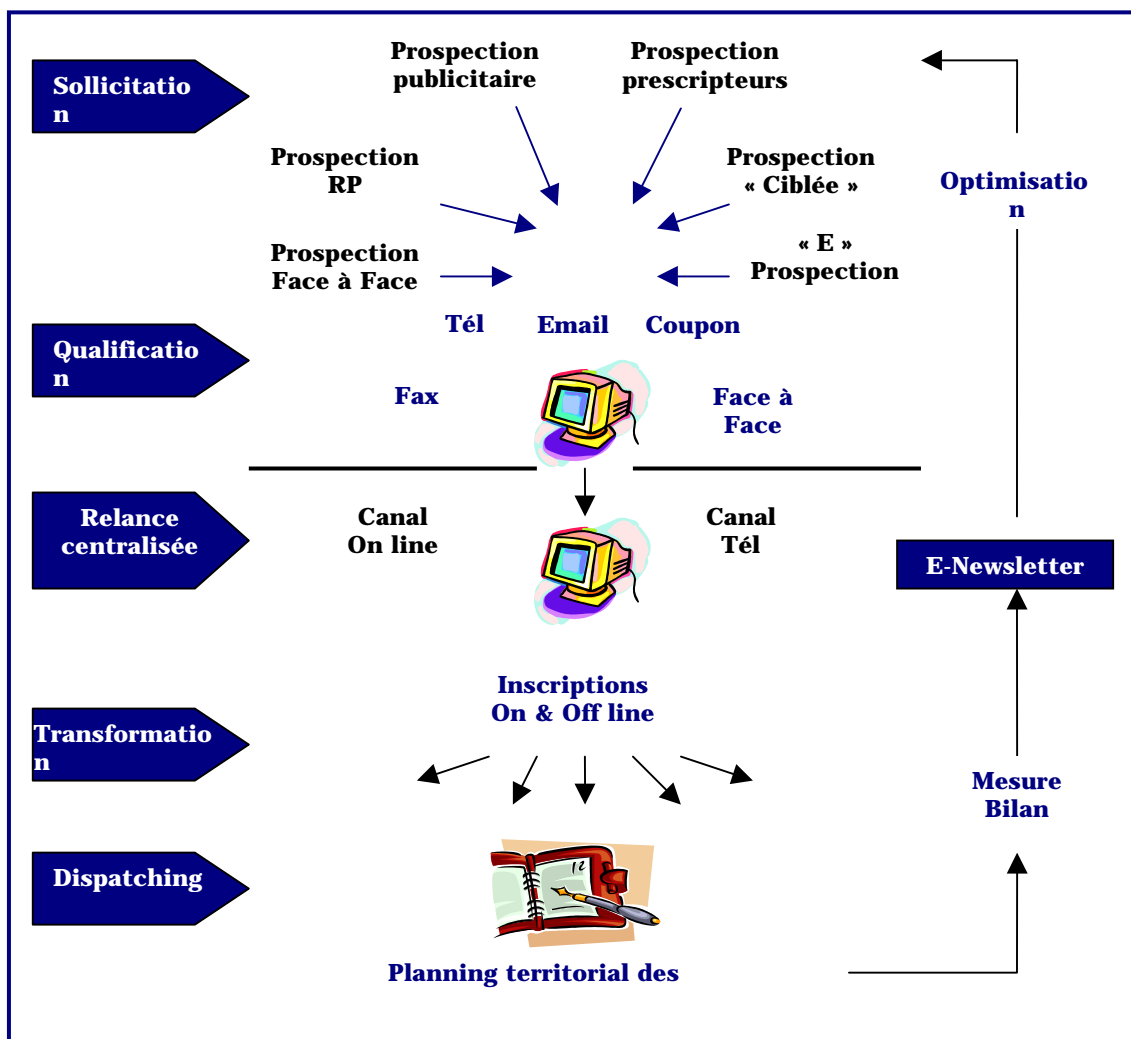 Sollicitatio
n
Prospection
publicitaire
Prospection
prescripteurs
Prospection
RP
Prospection
« Ciblée »
Optimisatio
n
Prospection
Face à Face
« E »
Prospection
Qualificatio
n
Tél
Email
Coupon
Fax
Face à
Face
Relance
centralisée
Canal
On line
Canal
Tél
E-Newsletter
Transformatio
n
Inscriptions
On & Off line
Mesure
Bilan
Dispatching
12
Planning territorial des